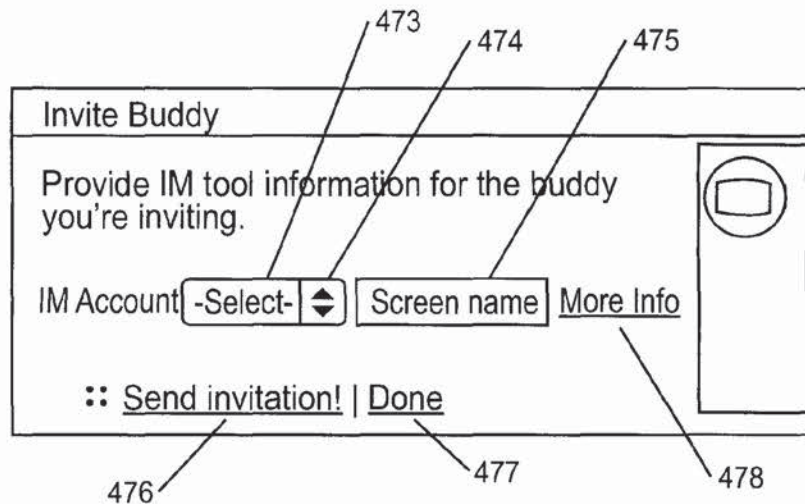 473
474
475
Invite Buddy
Provide IM tool information for the buddy
you're inviting.
IM Account -Select- Screen name More Info
:: Send invitation! | Done
476
477
478